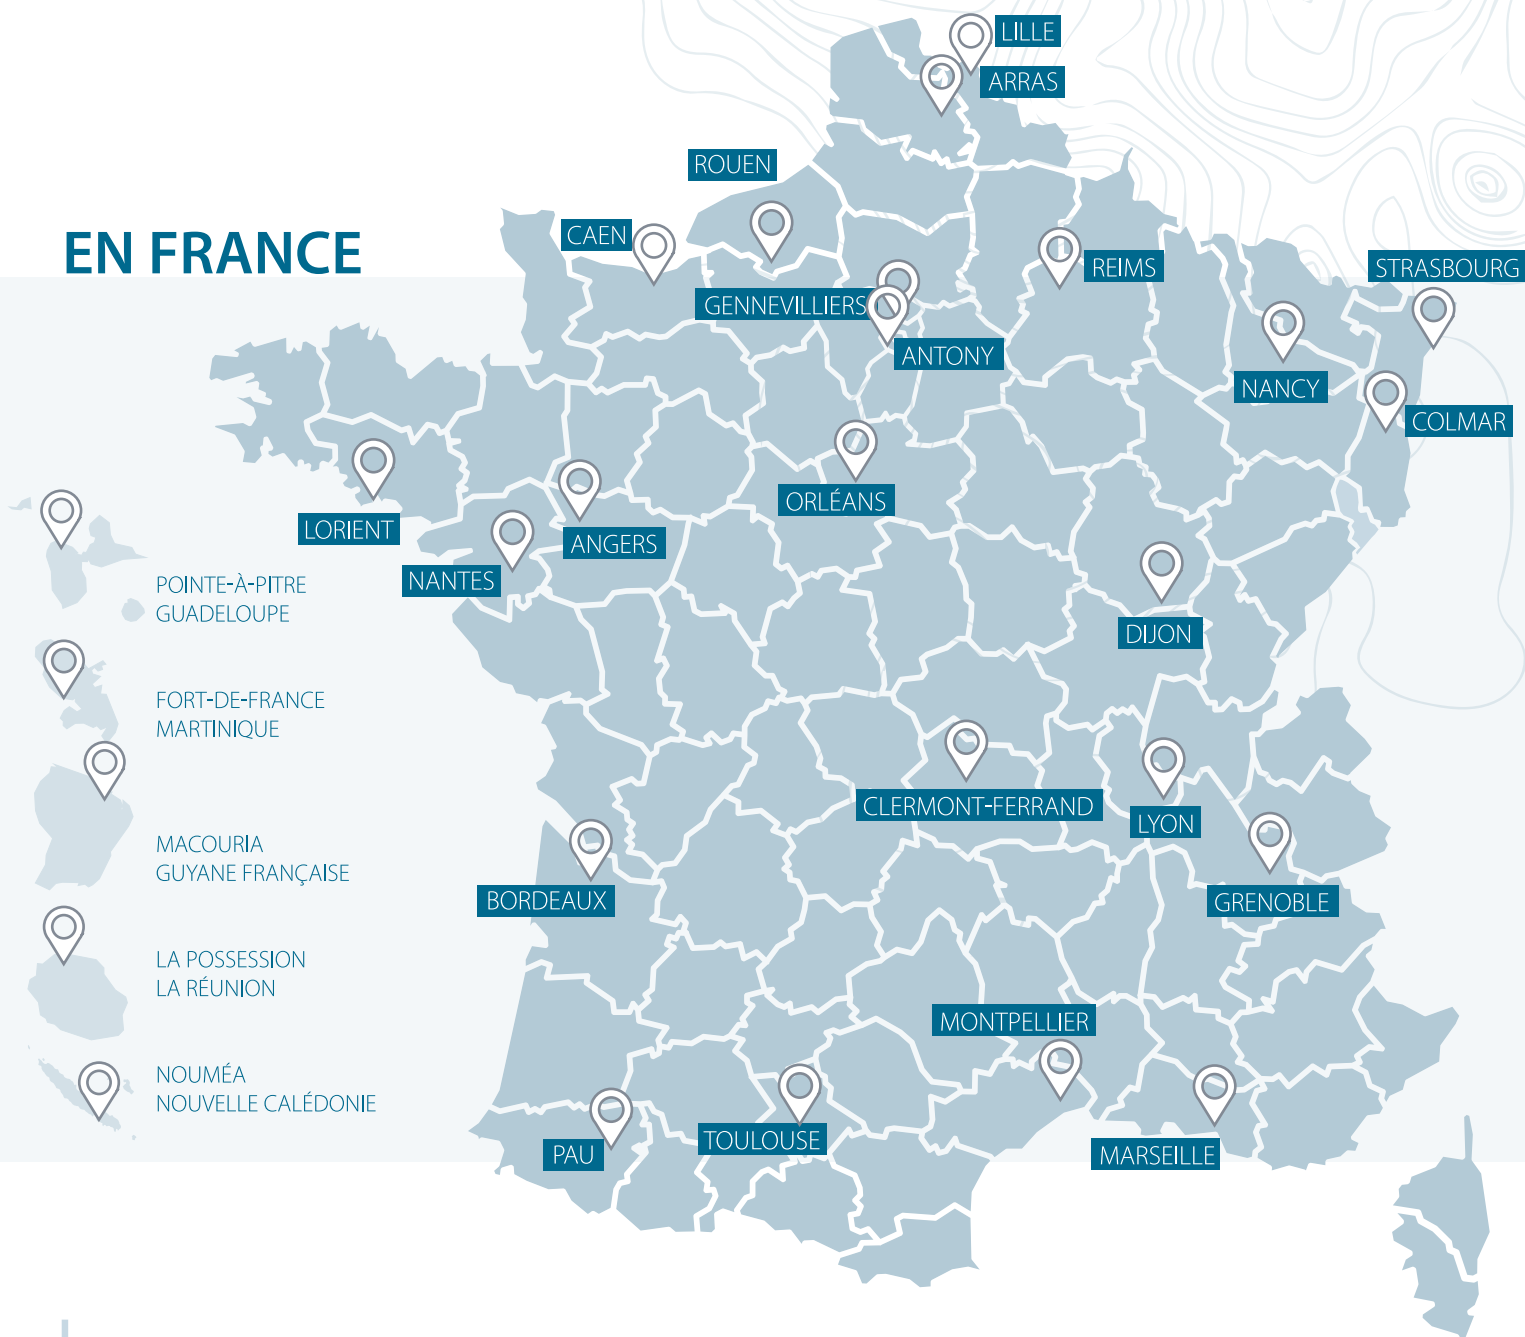 LILLE
ARRAS
ROUEN
CAEN
EN FRANCE
REIMS
STRASBOURG
GENNEVILLIERS
ANTONY
NANCY
COLMAR
ORLÉANS
LORIENT
ANGERS
NANTES
POINTE-À-PITRE
GUADELOUPE
DIJON
FORT-DE-FRANCE
MARTINIQUE
CLERMONT-FERRAND
LYON
MACOURIA
GUYANE FRANÇAISE
BORDEAUX
GRENOBLE
LA POSSESSION
LA RÉUNION
MONTPELLIER
NOUMÉA
NOUVELLE CALÉDONIE
PAU
TOULOUSE
MARSEILLE